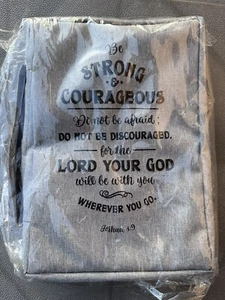 Be
STRONG
&
COURAGEOUS
Do not be afraid;
DO NOT BE DISCOURAGED,
for the
LORD YOUR GOD
will be with you
WHEREVER YOU GO.
Joshua 1:9